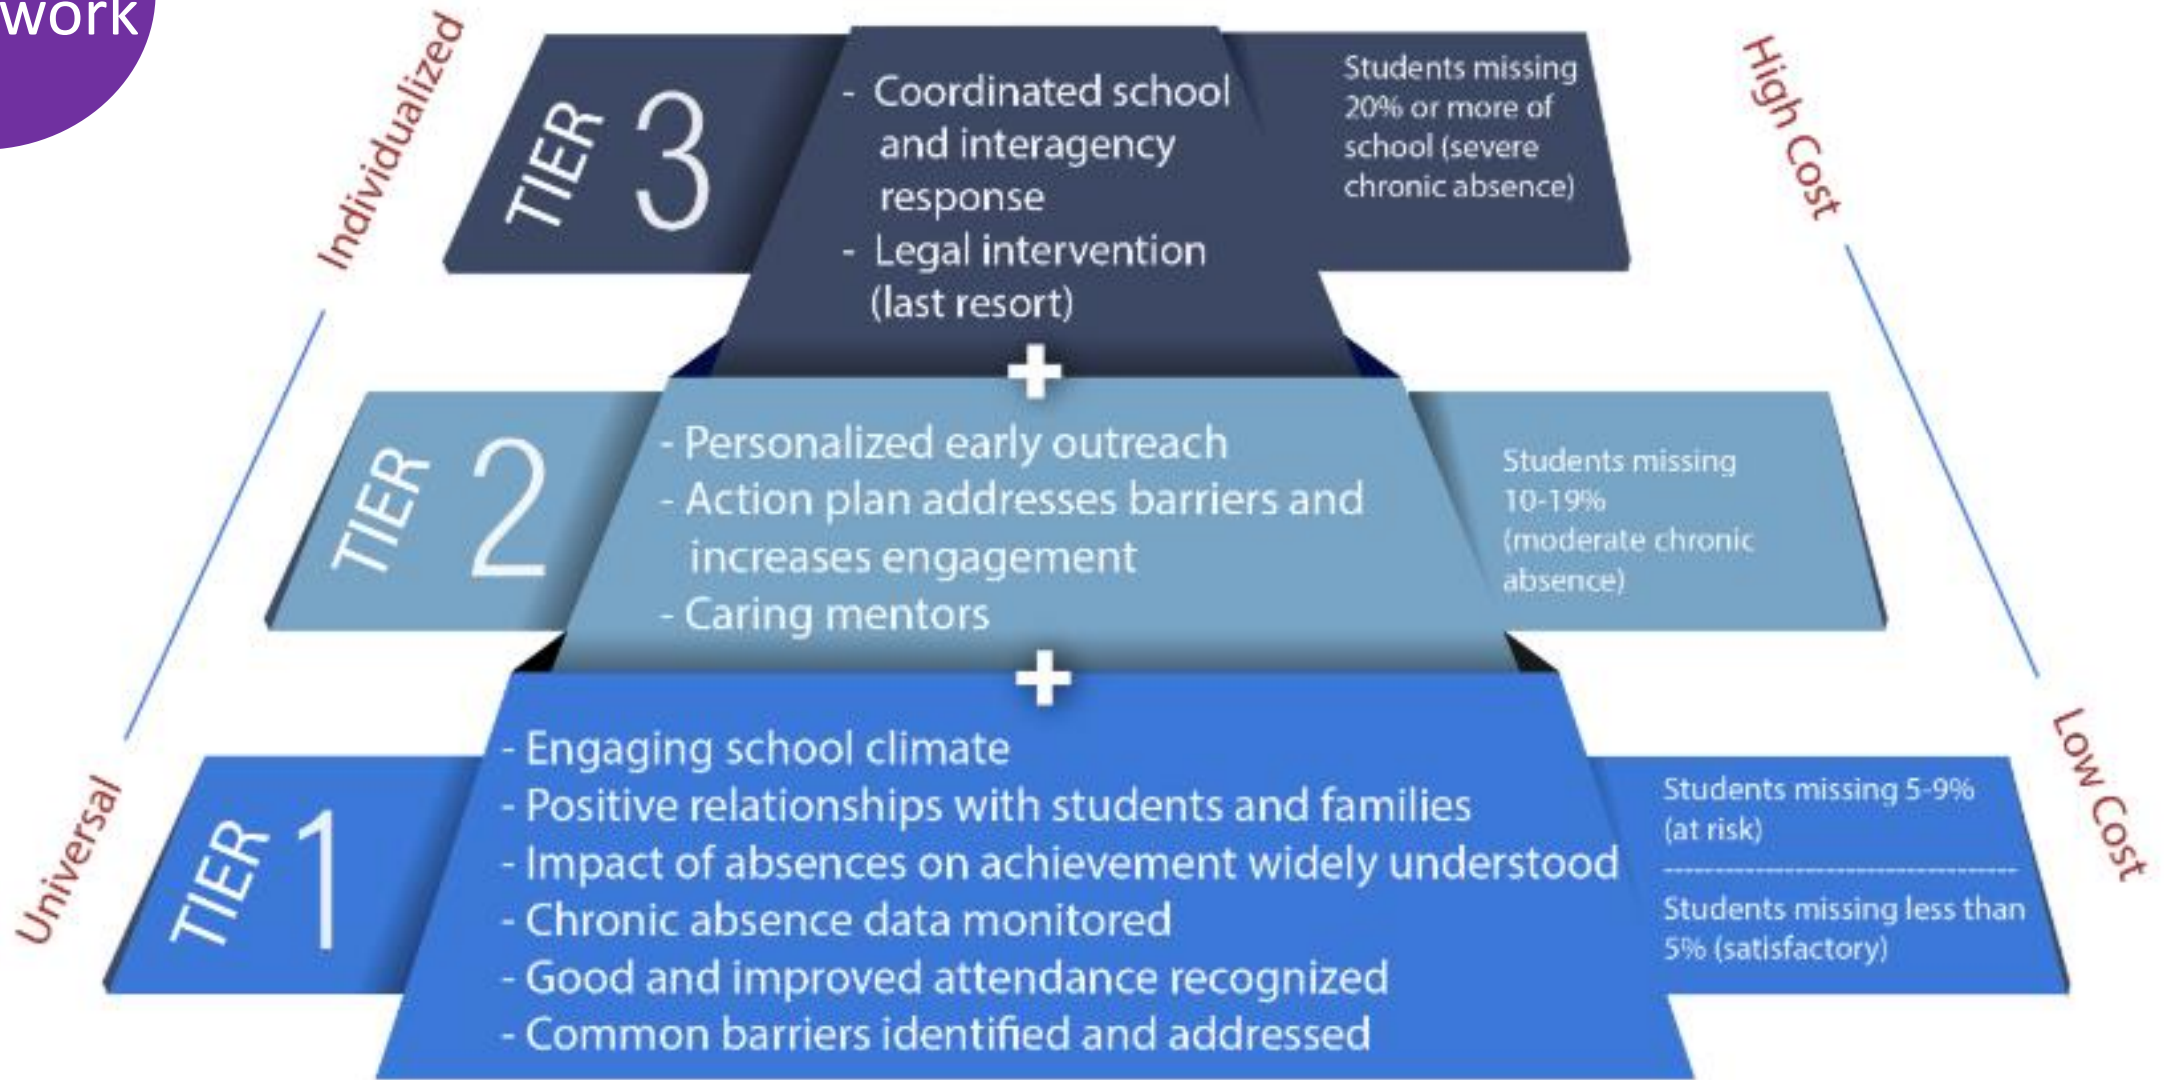 work
Individualized
High Cost
TIER 3
- Coordinated school
and interagency
response
- Legal intervention
(last resort)
Students missing
20% or more of
school (severe
chronic absence)
+
TIER 2
- Personalized early outreach
- Action plan addresses barriers and
increases engagement
- Caring mentors
Students missing
10-19%
(moderate chronic
absence)
+
Universal
Low Cost
TIER 1
- Engaging school climate
- Positive relationships with students and families
- Impact of absences on achievement widely understood
- Chronic absence data monitored
- Good and improved attendance recognized
- Common barriers identified and addressed
Students missing 5-9%
(at risk)
-----------------------------------
Students missing less than
5% (satisfactory)